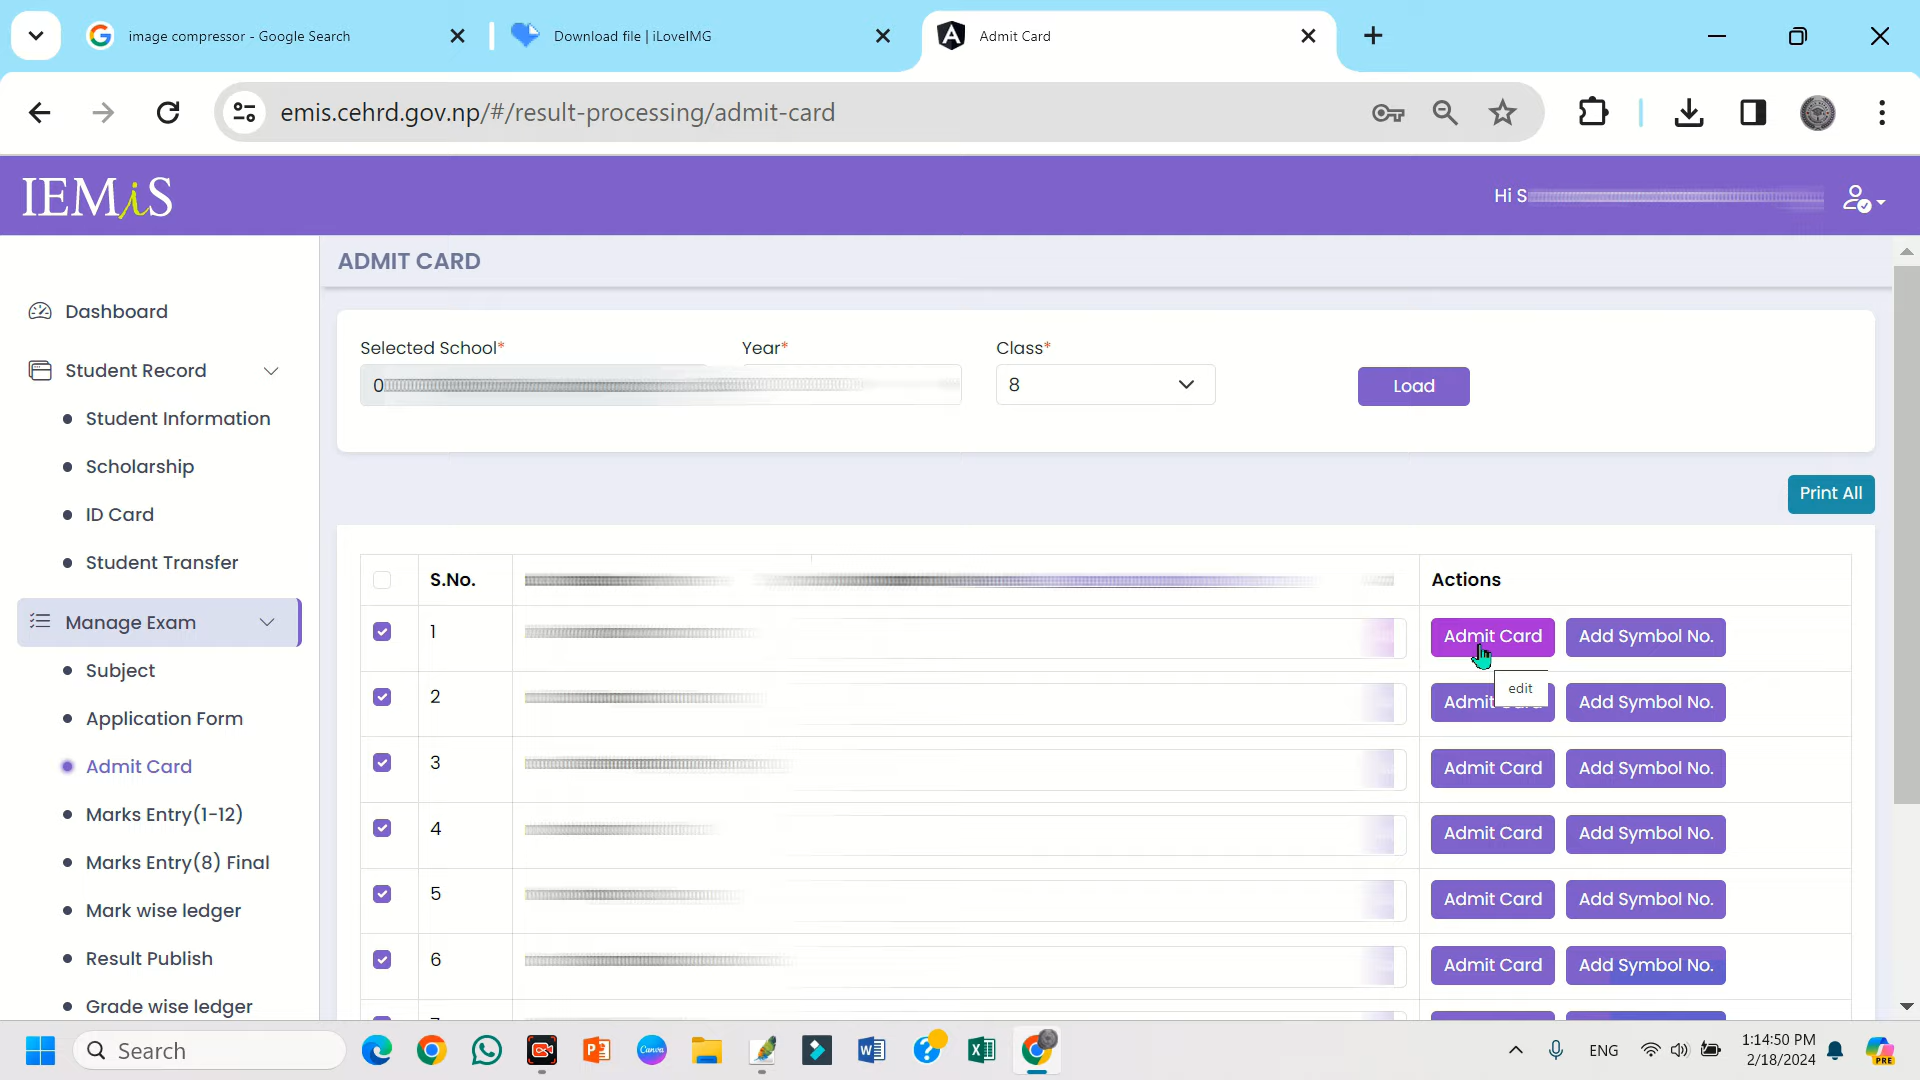 image compressor - Google Search
Download file | iLoveIMG
Admit Card
emis.cehrd.gov.np/#/result-processing/admit-card
IEMiS
Hi S
ADMIT CARD
Dashboard
Selected School*
Year*
Class*
0
8
Load
Student Record
Student Information
Scholarship
ID Card
Student Transfer
Print All
S.No.
Actions
Manage Exam
1
Admit Card
Add Symbol No.
edit
Subject
2
Admit
Add Symbol No.
Application Form
Admit Card
3
Admit Card
Add Symbol No.
Marks Entry(1-12)
4
Admit Card
Add Symbol No.
Marks Entry(8) Final
5
Admit Card
Add Symbol No.
Mark wise ledger
Result Publish
6
Admit Card
Add Symbol No.
Grade wise ledger
Search
Canva
ENG
1:14:50 PM
2/18/2024
PRE